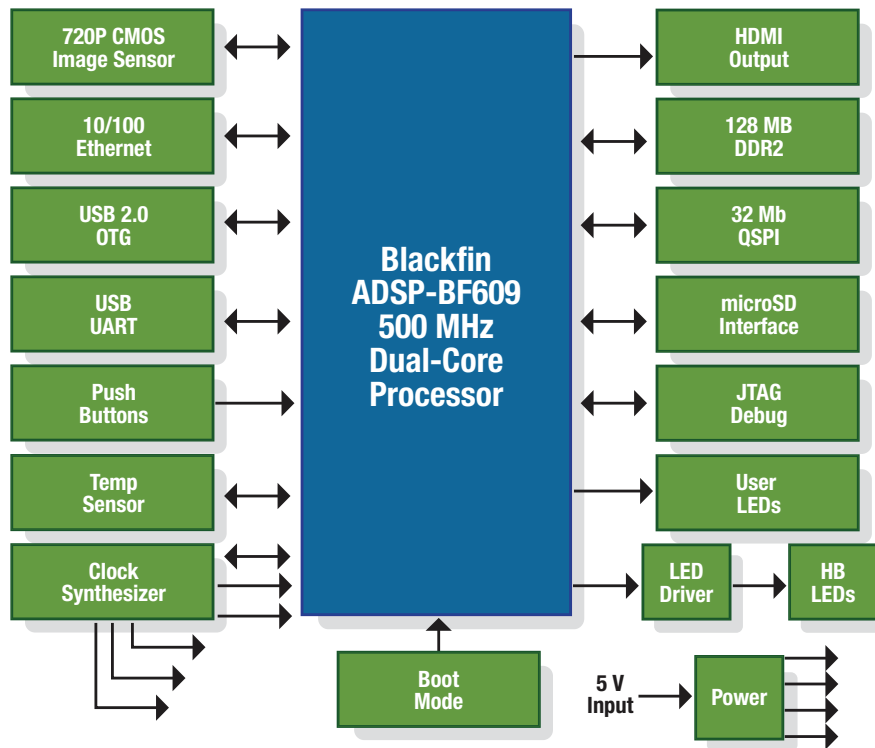 720P CMOS
Image Sensor
10/100
Ethernet
USB 2.0
OTG
USB
UART
Push
Buttons
Temp
Sensor
Clock
Synthesizer
Blackfin
ADSP-BF609
500 MHz
Dual-Core
Processor
Boot
Mode
HDMI
Output
128 MB
DDR2
32 Mb
QSPI
microSD
Interface
JTAG
Debug
User
LEDs
LED
Driver
HB
LEDs
5 V
Input
Power